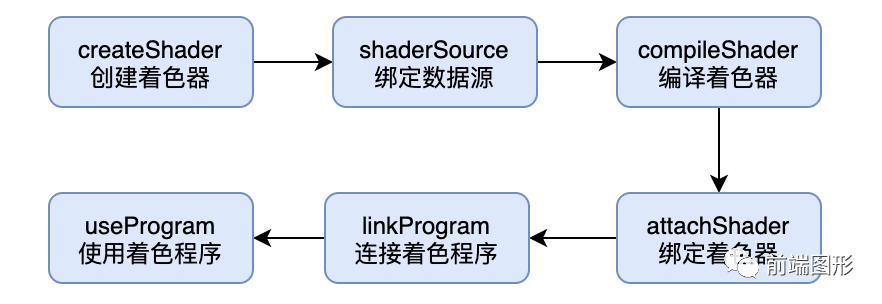 createShader
创建着色器
shaderSource
绑定数据源
compileShader
编译着色器
attachShader
绑定着色器
linkProgram
连接着色程序
useProgram
使用着色程序
前端图形